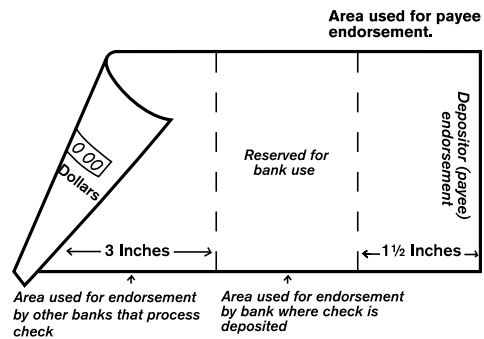 Area used for payee
endorsement.
0 00
Dollars
Reserved for
bank use
Depositor (payee)
endorsement
3 Inches
1 1/2 Inches
Area used for endorsement
by other banks that process
check
Area used for endorsement
by bank where check is
deposited